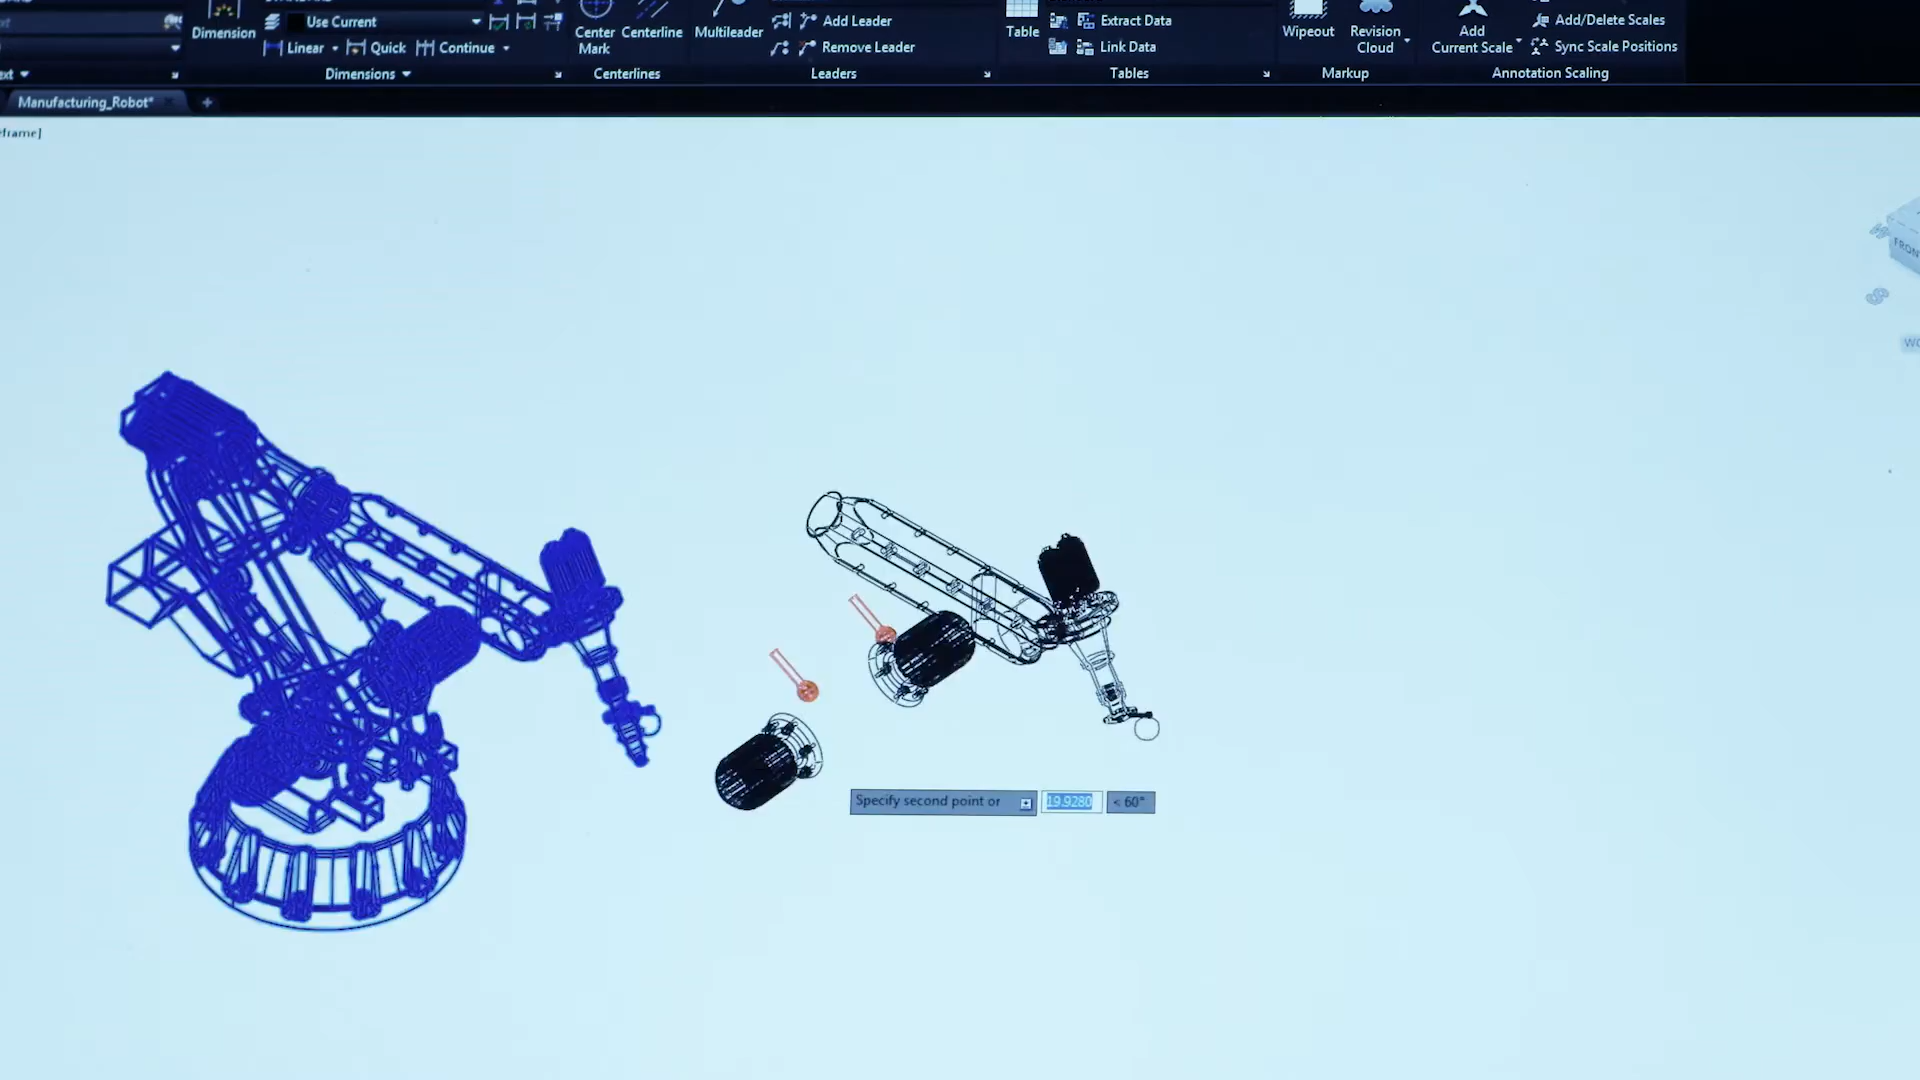 Dimension
Use Current
Linear
Quick
Continue
Dimensions
Center
Mark
Centerline
Centerlines
Multileader
Add Leader
Remove Leader
Leaders
Table
Extract Data
Link Data
Tables
Wipeout
Revision
Cloud
Markup
Add
Current Scale
Add/Delete Scales
Sync Scale Positions
Annotation Scaling
Manufacturing_Robot*
+
eframe]
FRON
S
Specify second point or
19.9280
< 60°